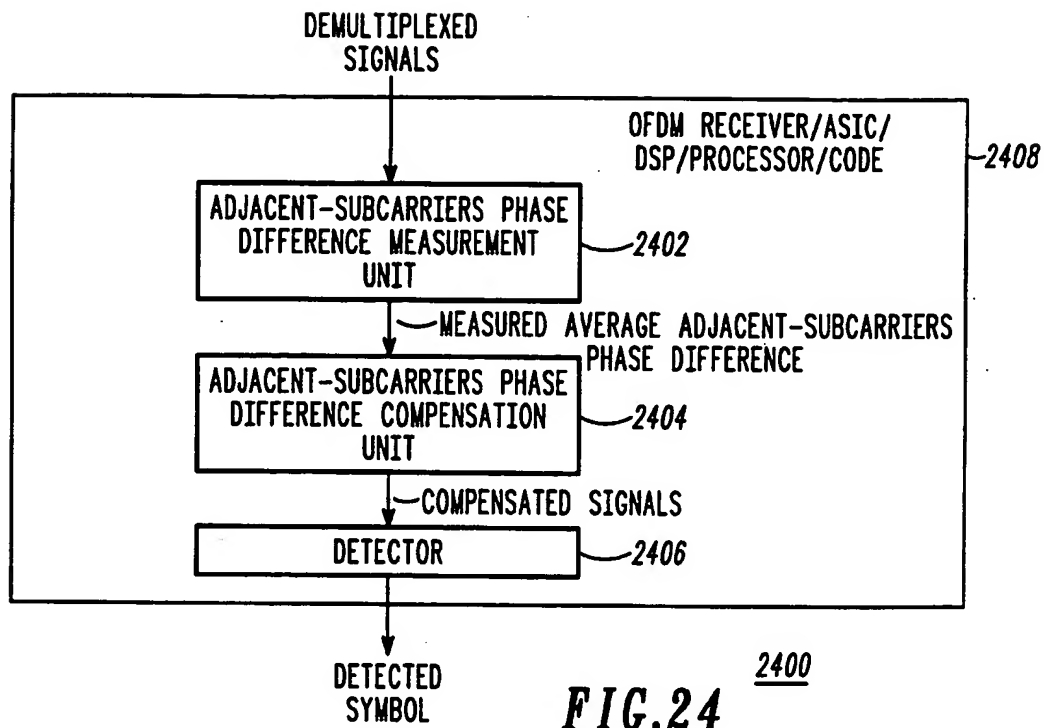 DEMULTIPLEXED
SIGNALS
OFDM RECEIVER/ASIC/
DSP/PROCESSOR/CODE
2408
ADJACENT-SUBCARRIERS PHASE
DIFFERENCE MEASUREMENT
UNIT
2402
MEASURED AVERAGE ADJACENT-SUBCARRIERS
PHASE DIFFERENCE
ADJACENT-SUBCARRIERS PHASE
DIFFERENCE COMPENSATION
UNIT
2404
COMPENSATED SIGNALS
DETECTOR
2406
DETECTED
SYMBOL
2400
FIG.24